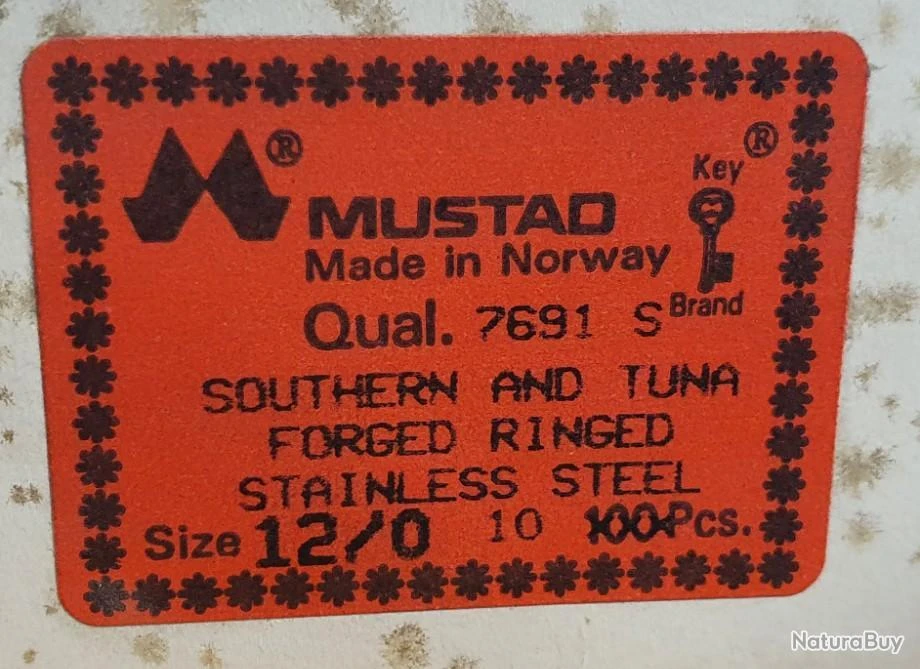 ®
Key ®
MUSTAD
Made in Norway
Brand
Qual. 7691 S
SOUTHERN AND TUNA
FORGED RINGED
STAINLESS STEEL
Size 12/0 10 100 Pcs.
NaturaBuy